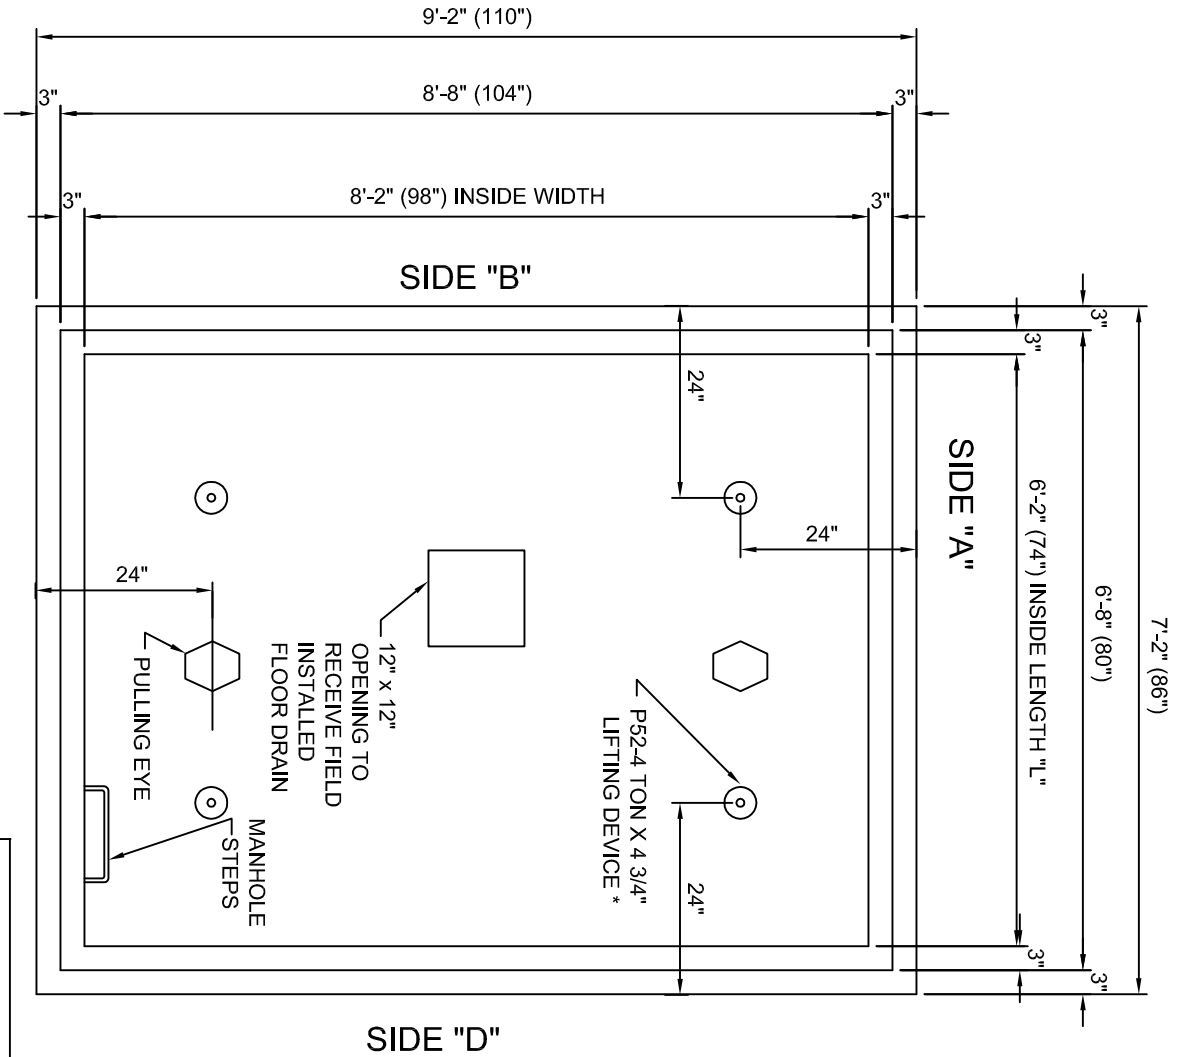 9'-2" (110")
3"
8'-8" (104")
3"
3"
8'-2" (98") INSIDE WIDTH
3"
SIDE "B"
3"
3"
24"
SIDE "A"
6'-2" (74") INSIDE LENGTH "L"
6'-8" (80")
7'-2" (86")
24"
24"
12" x 12"
OPENING TO
RECEIVE FIELD
INSTALLED
FLOOR DRAIN
PULLING EYE
P52-4 TON X 4 3/4"
LIFTING DEVICE *
MANHOLE
STEPS
24"
3"
3"
SIDE "D"